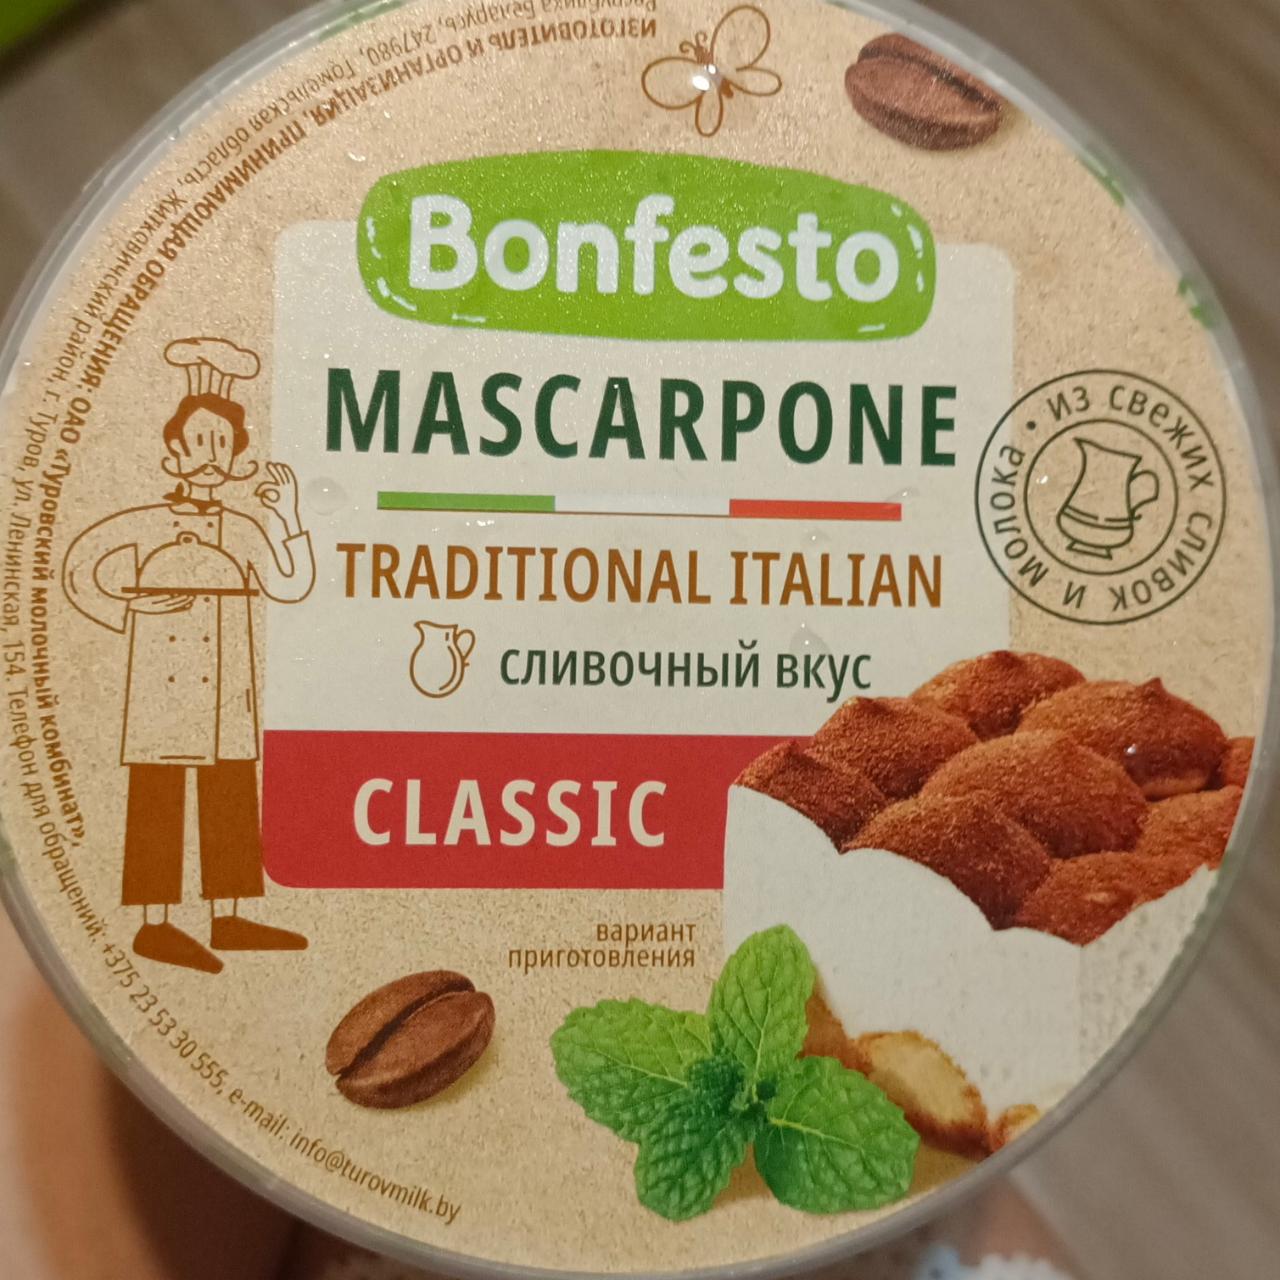 Bonfesto
MASCARPONE
TRADITIONAL ITALIAN
сливочный вкус
CLASSIC
вариант
приготовления
• ИЗ СВЕЖИХ СЛИВОК И МОЛОКА
ИЗГОТОВИТЕЛЬ И ОРГАНИЗАЦИЯ, ПРИНИМАЮЩАЯ ОБРАЩЕНИЯ: ОАО «Туровский молочный комбинат»,
Республика Беларусь, 247980, Гомельская область, Житковичский район, г. Туров, ул. Ленинская, 154. Телефон для обращений: +375 23 53 30 555, e-mail: info@turovmilk.by